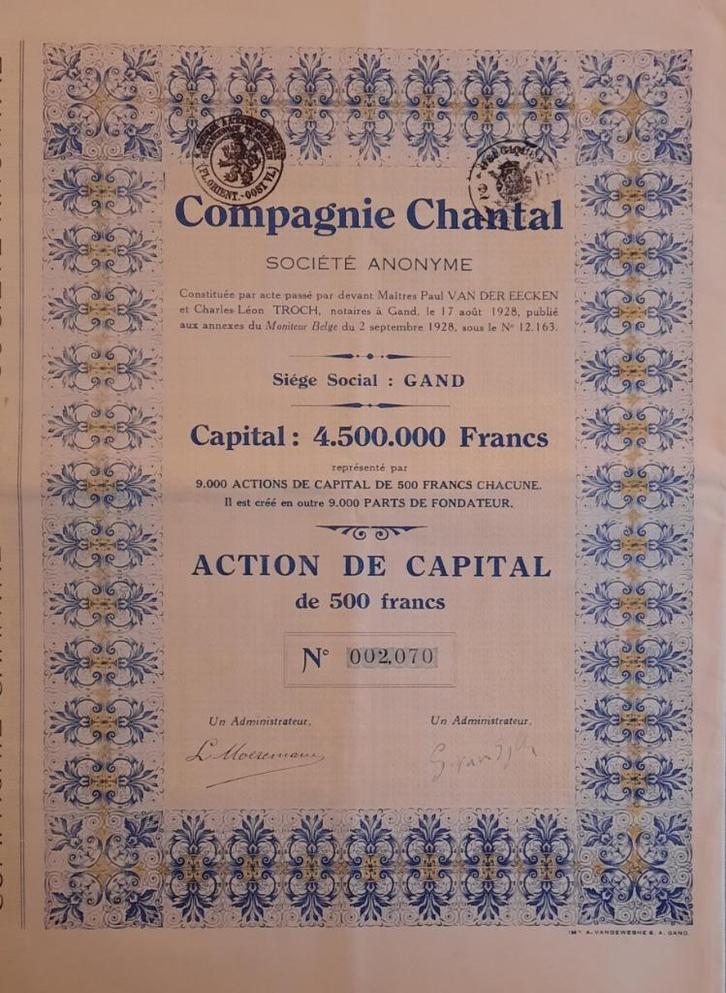 Compagnie Chantal
SOCIÉTÉ ANONYME
Constituée par acte passé par devant Maîtres Paul VAN DER EECKEN
et Charles-Léon TROCH, notaires à Gand, le 17 août 1928, publié
aux annexes du Moniteur Belge du 2 septembre 1928, sous le No 12.163.
Siége Social : GAND
Capital : 4.500.000 Francs
représenté par
9.000 ACTIONS DE CAPITAL DE 500 FRANCS CHACUNE.
Il est créé en outre 9.000 PARTS DE FONDATEUR.
ACTION DE CAPITAL
de 500 francs
N° 002,070
Un Administrateur. Un Administrateur.
IMP. A. VANDEWEGHE S. A. GAND.